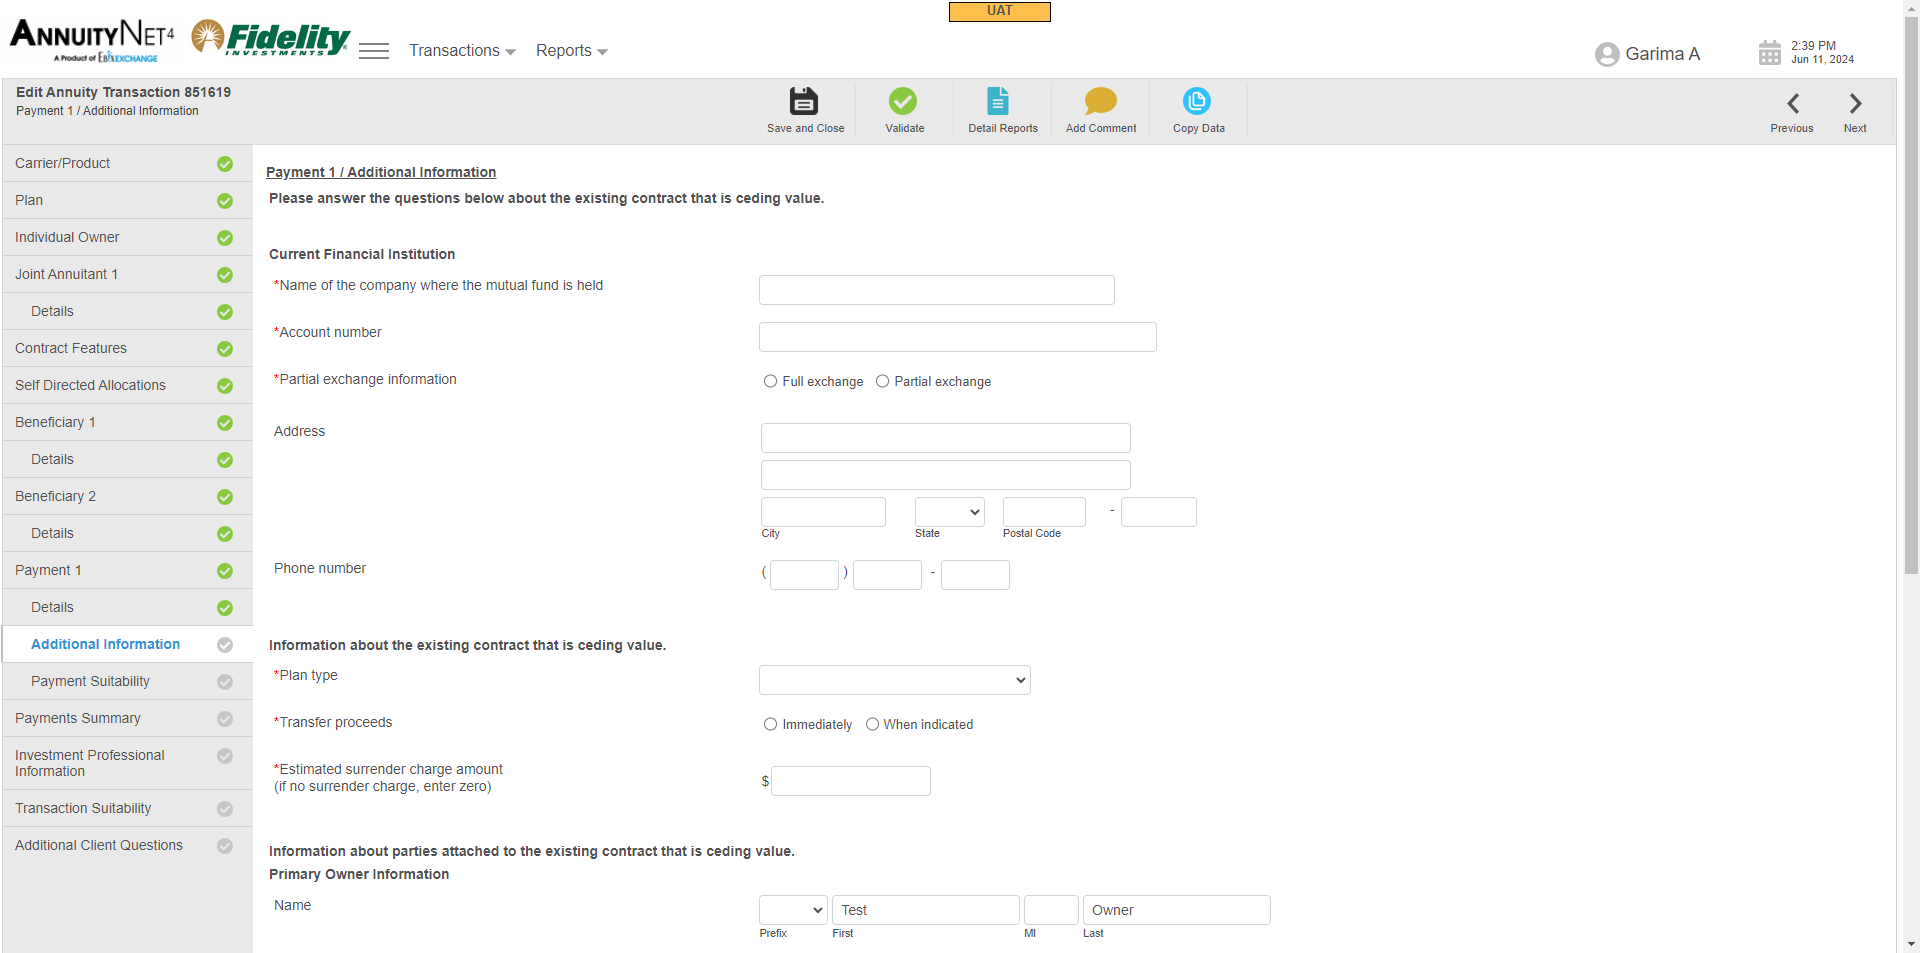 UAT
ANNUITYNET4
A Product of EbixEXCHANGE
Fidelity
INVESTMENTS
Transactions
Reports
Garima A
2:39 PM
Jun 11, 2024
Edit Annuity Transaction 851619
Payment 1 / Additional Information
Save and Close
Validate
Detail Reports
Add Comment
Copy Data
Previous
Next
Carrier/Product
Plan
Individual Owner
Joint Annuitant 1
Details
Contract Features
Self Directed Allocations
Beneficiary 1
Details
Beneficiary 2
Details
Payment 1
Details
Additional Information
Payment Suitability
Payments Summary
Investment Professional
Information
Transaction Suitability
Additional Client Questions
Payment 1 / Additional Information
Please answer the questions below about the existing contract that is ceding value.
Current Financial Institution
*Name of the company where the mutual fund is held
*Account number
*Partial exchange information
Full exchange Partial exchange
Address
-
City State Postal Code
Phone number
( ) -
Information about the existing contract that is ceding value.
*Plan type
*Transfer proceeds
Immediately When indicated
*Estimated surrender charge amount
(if no surrender charge, enter zero)
$
Information about parties attached to the existing contract that is ceding value.
Primary Owner Information
Name
Test Owner
Prefix First MI Last